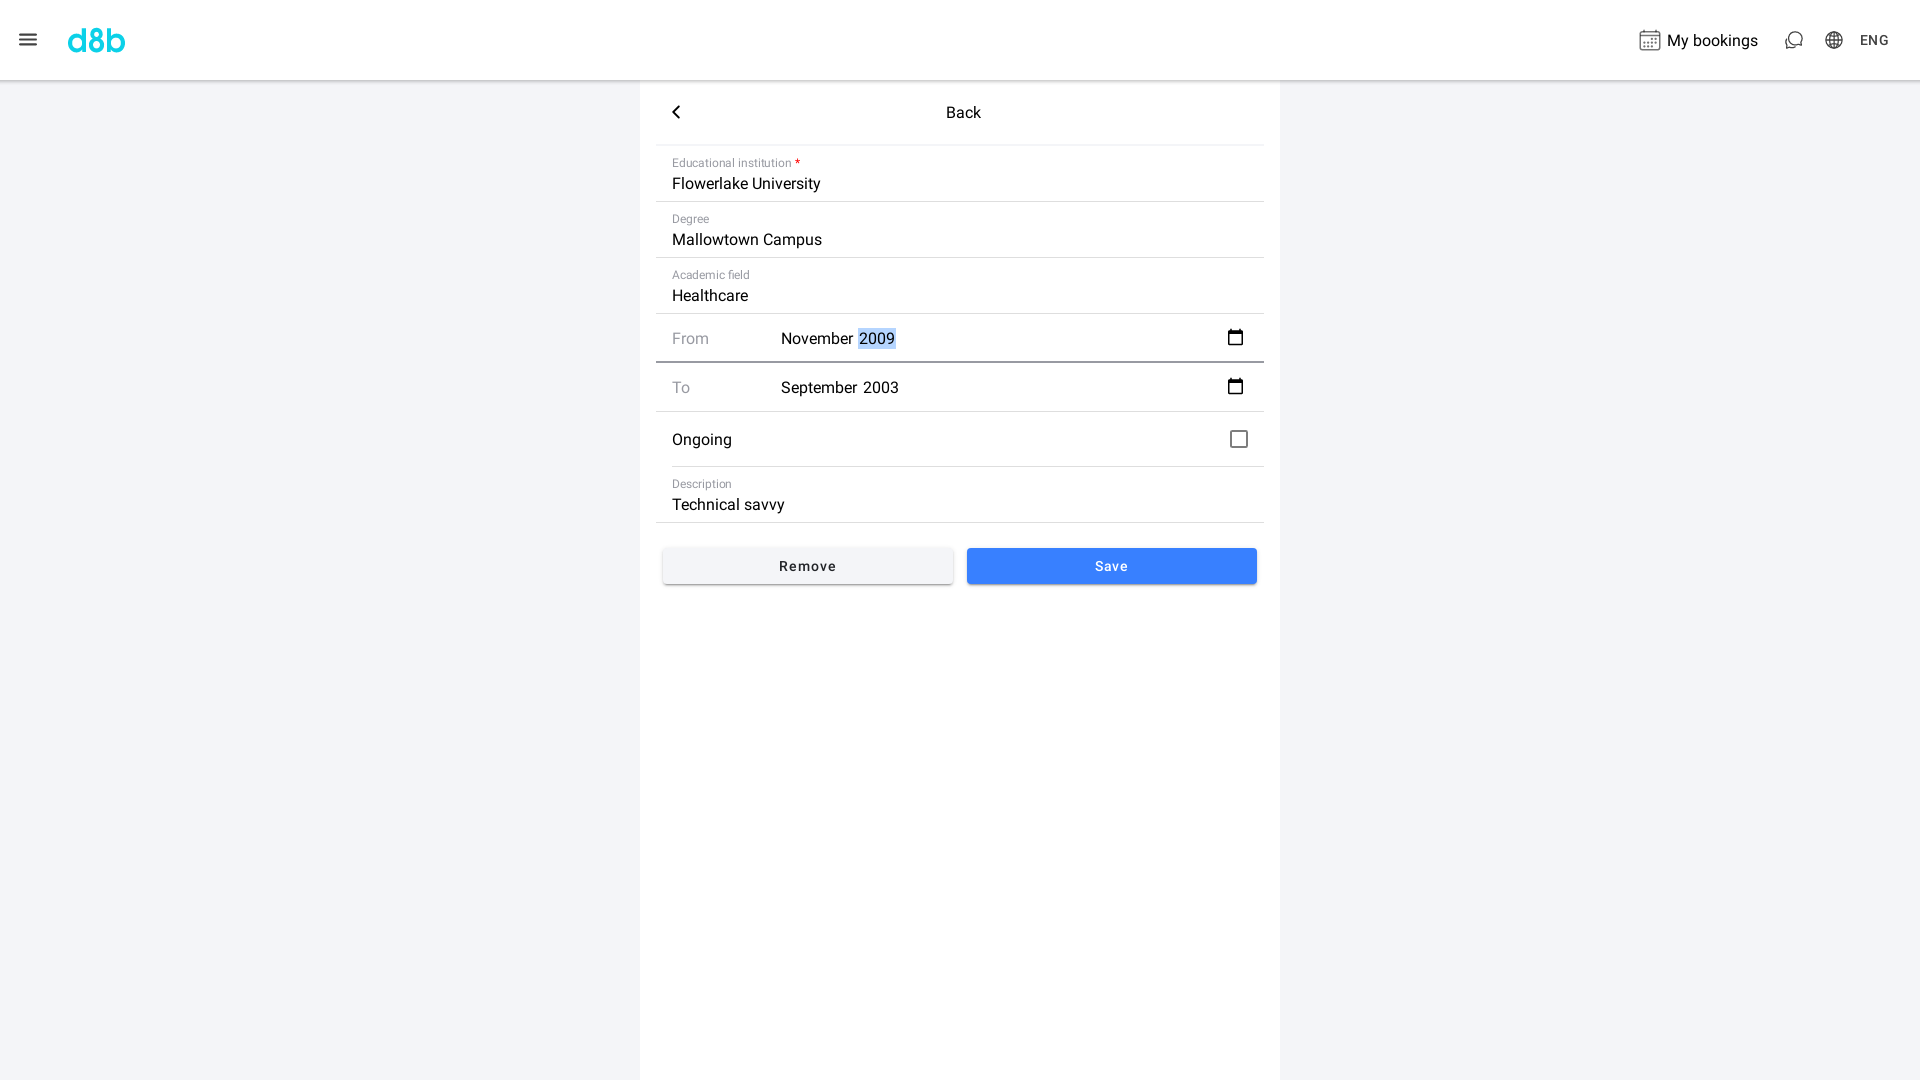 d8b
My bookings
ENG
Back
Educational institution *
Flowerlake University
Degree
Mallowtown Campus
Academic field
Healthcare
From November 2009
To September 2003
Ongoing
Description
Technical savvy
Remove Save